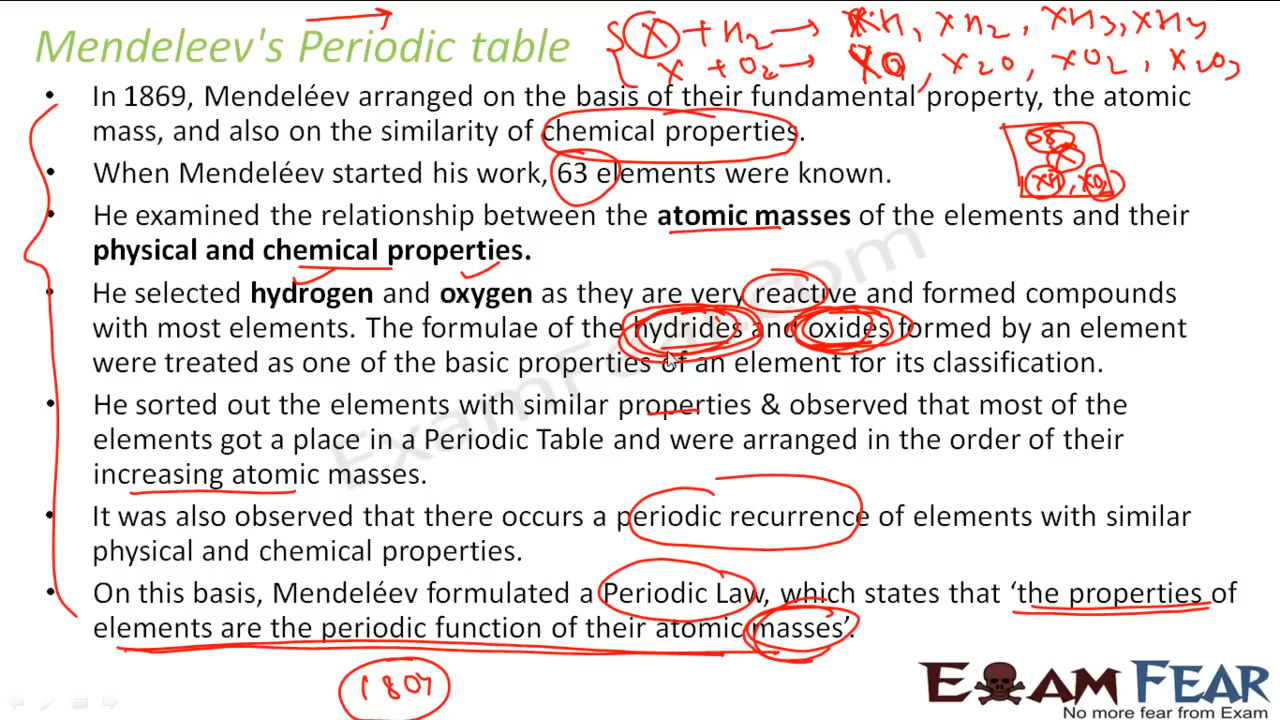 Mendeleev's Periodic table
X + H2 → XH, XH2, XH3, XH4
X + O2 → XO, X2O, XO2, X2O3
• In 1869, Mendeléev arranged on the basis of their fundamental property, the atomic
mass, and also on the similarity of chemical properties.
58
X
XH, XO2
• When Mendeléev started his work, 63 elements were known.
• He examined the relationship between the atomic masses of the elements and their
physical and chemical properties.
• He selected hydrogen and oxygen as they are very reactive and formed compounds
with most elements. The formulae of the hydrides and oxides formed by an element
were treated as one of the basic properties of an element for its classification.
• He sorted out the elements with similar properties & observed that most of the
elements got a place in a Periodic Table and were arranged in the order of their
increasing atomic masses.
• It was also observed that there occurs a periodic recurrence of elements with similar
physical and chemical properties.
• On this basis, Mendeléev formulated a Periodic Law, which states that ‘the properties of
elements are the periodic function of their atomic masses’.
ExamFear.com
EXAM FEAR
No more fear from Exam